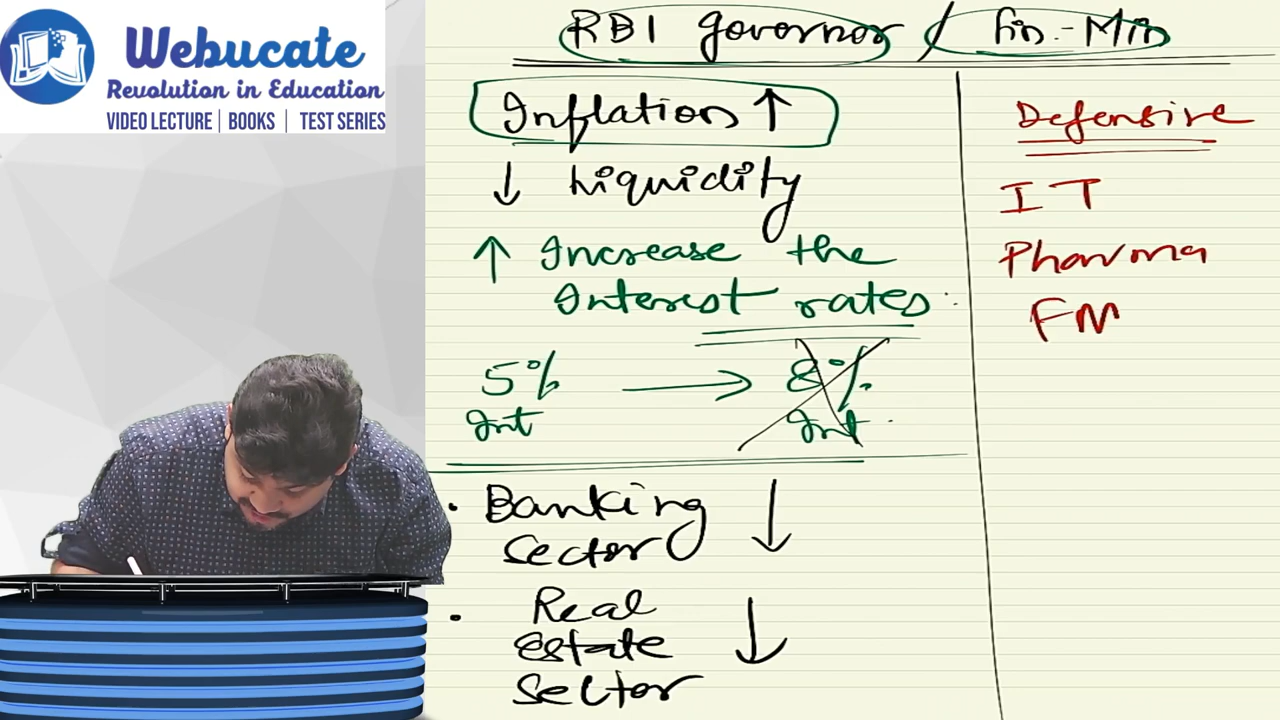 Webucate
Revolution in Education
VIDEO LECTURE | BOOKS | TEST SERIES
RBI governor / Fin.-Min
Inflation ↑
↓ Liquidity
↑ Increase the
Interest rates
5% → 8%
Int Int
• Banking ↓
Sector
• Real
Estate ↓
Sector
Defensive
IT
Pharma
FM